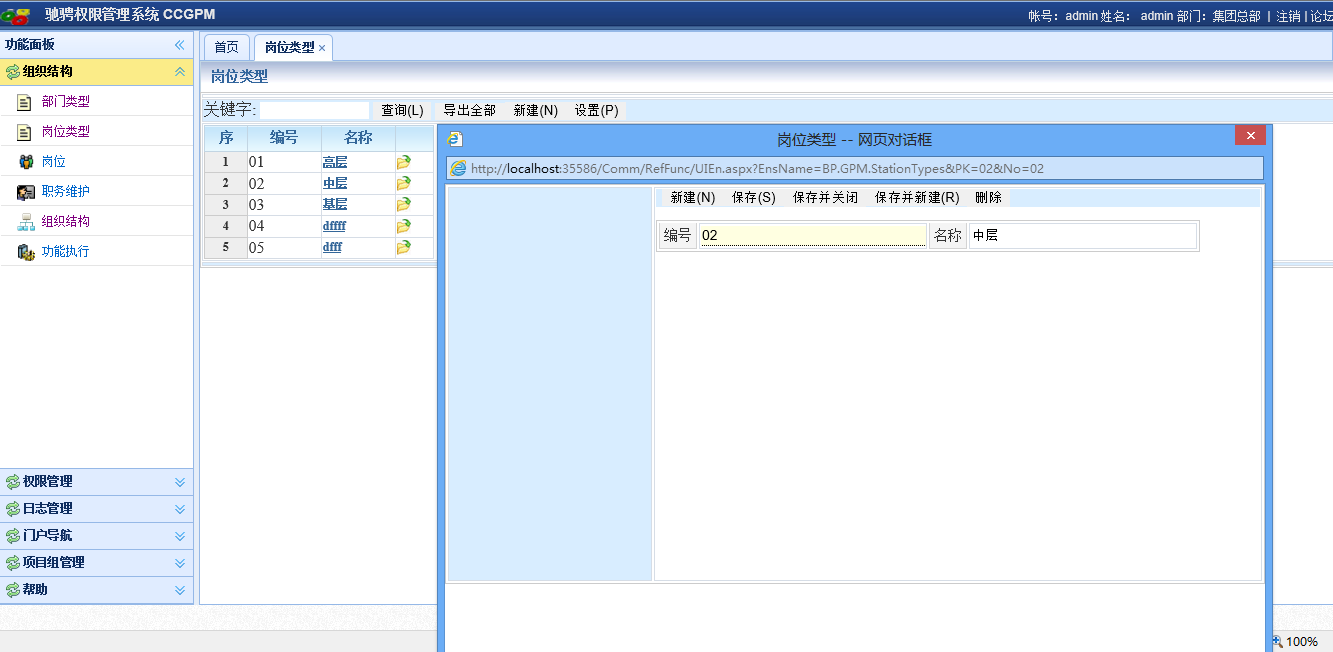 驰骋权限管理系统 CCGPM
帐号: admin 姓名: admin 部门: 集团总部 | 注销 | 论坛
功能面板
组织结构
部门类型
岗位类型
岗位
职务维护
组织结构
功能执行
权限管理
日志管理
门户导航
项目组管理
帮助
首页 岗位类型 ×
岗位类型
关键字: 查询(L) 导出全部 新建(N) 设置(P)
序 编号 名称
1 01 高层
2 02 中层
3 03 基层
4 04 dffff
5 05 dfff
岗位类型 -- 网页对话框
http://localhost:35586/Comm/RefFunc/UIEn.aspx?EnsName=BP.GPM.StationTypes&PK=02&No=02
新建(N) 保存(S) 保存并关闭 保存并新建(R) 删除
编号 02 名称 中层
100%